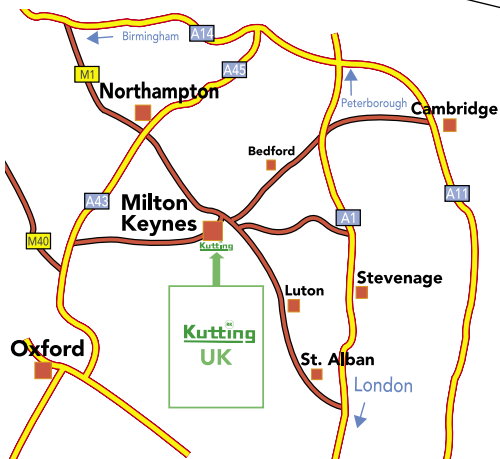 A14
Birmingham
A45
M1
Northampton
Peterborough
Cambridge
Bedford
A43
A11
Milton
Keynes
A1
M40
Kutting
Luton
Stevenage
Kutting
UK
Oxford
St. Alban
London